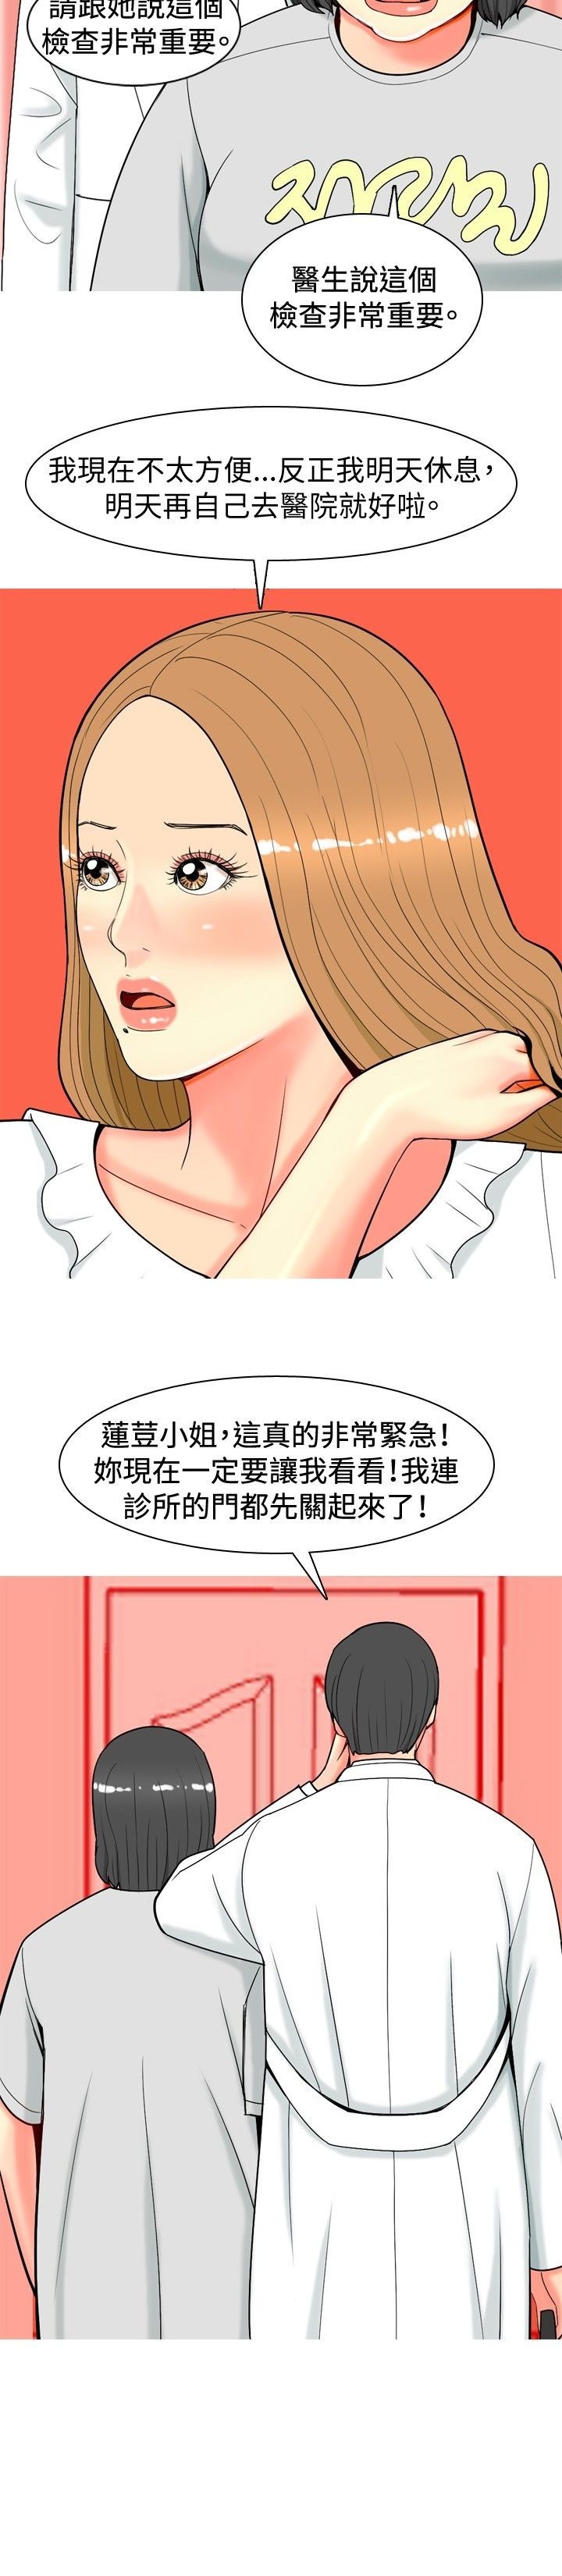 請跟她說這個
檢查非常重要。
醫生說這個
檢查非常重要。
我現在不太方便…反正我明天休息，
明天再自己去醫院就好啦。
蓮荳小姐，這真的非常緊急！
妳現在一定要讓我看看！我連
診所的門都先關起來了！